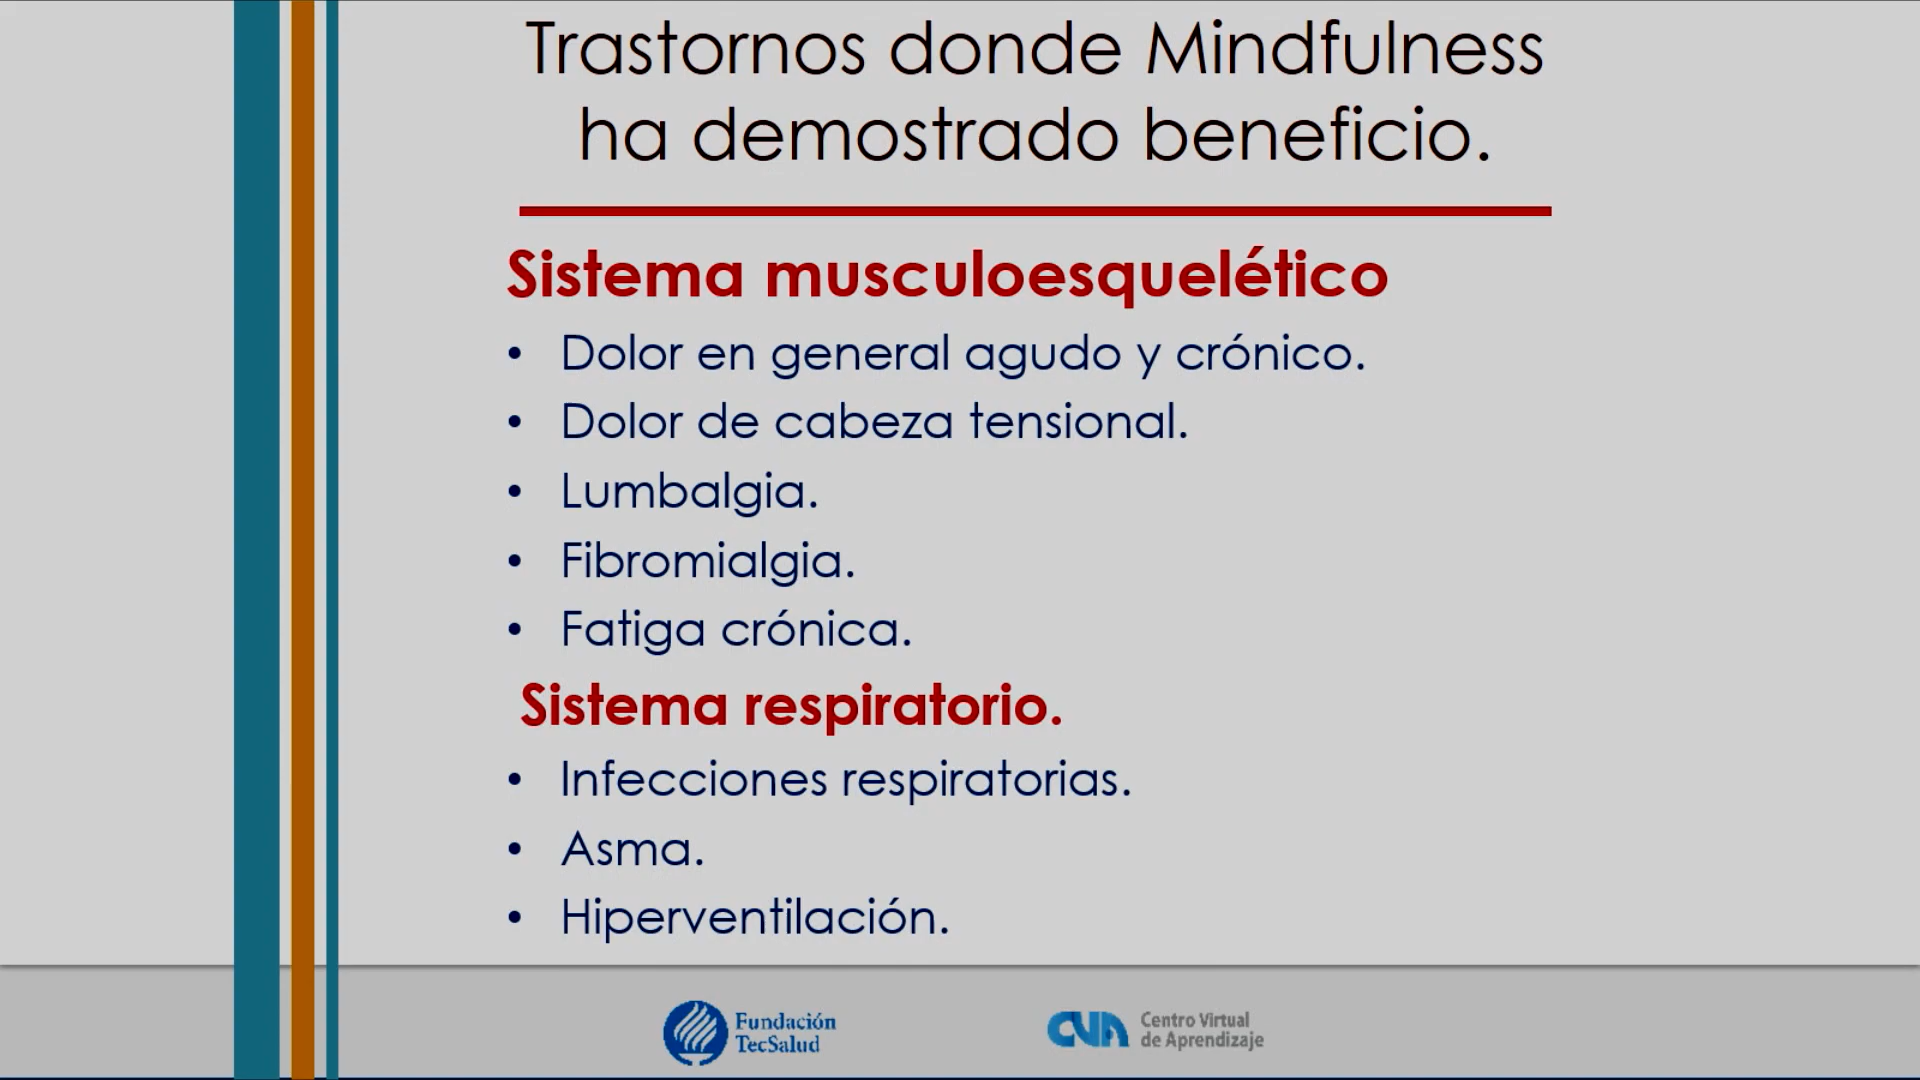 Trastornos donde Mindfulness
ha demostrado beneficio.
Sistema musculoesquelético
• Dolor en general agudo y crónico.
• Dolor de cabeza tensional.
• Lumbalgia.
• Fibromialgia.
• Fatiga crónica.
Sistema respiratorio.
• Infecciones respiratorias.
• Asma.
• Hiperventilación.
Fundación
TecSalud
CVA
Centro Virtual
de Aprendizaje